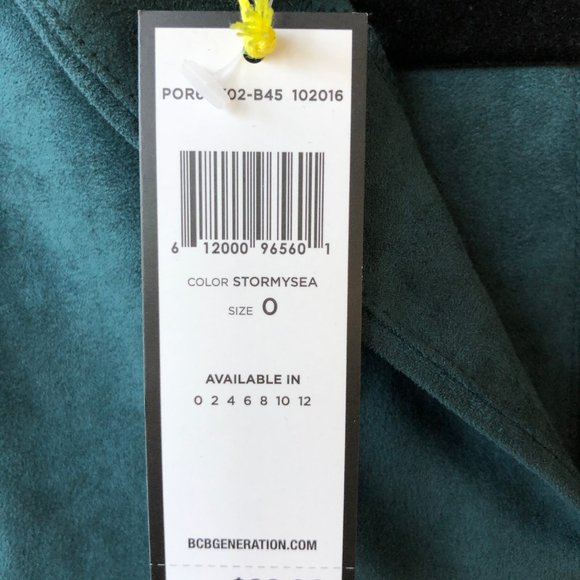 102016
6 12000 96560 1
COLOR STORMYSEA
SIZE 0
AVAILABLE IN
0 2 4 6 8 10 12
BCBGENERATION.COM